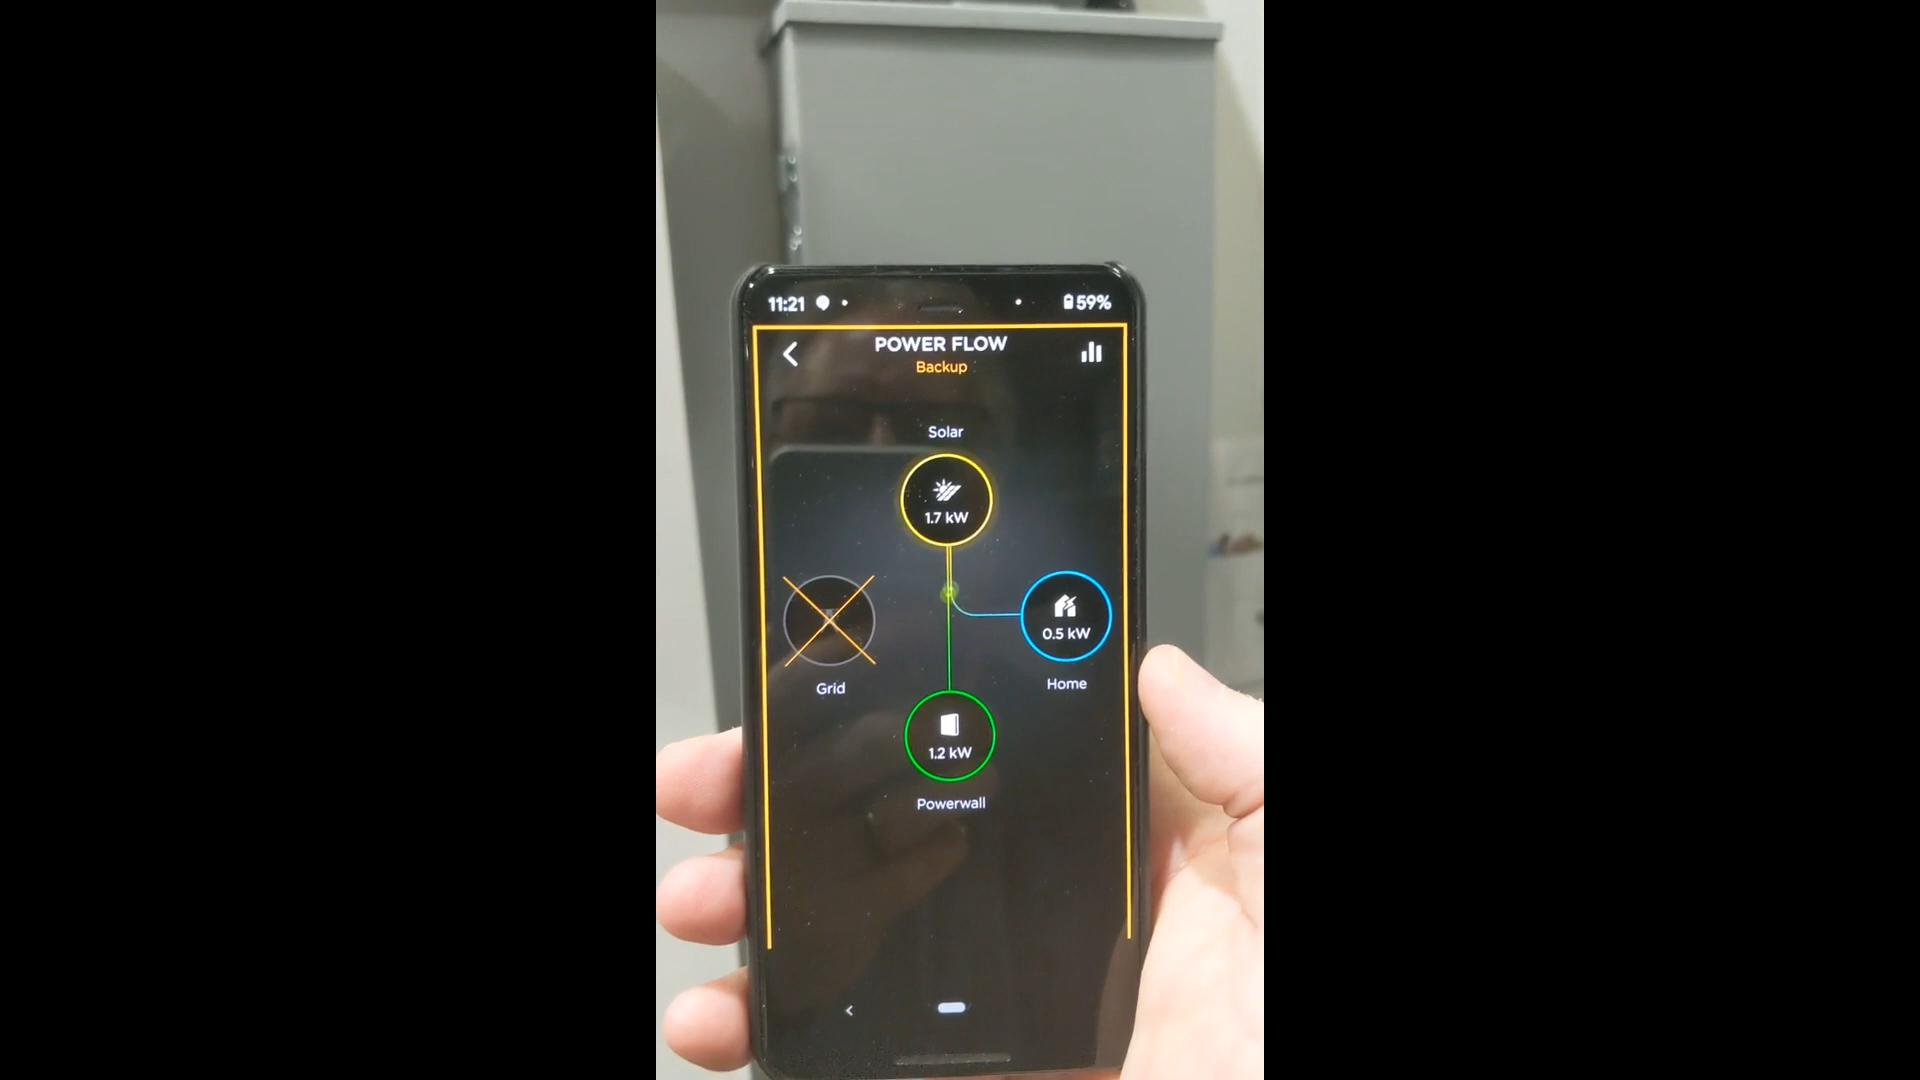 11:21 59%
POWER FLOW
Backup
Solar
1.7 kW
0.5 kW
Grid
Home
1.2 kW
Powerwall